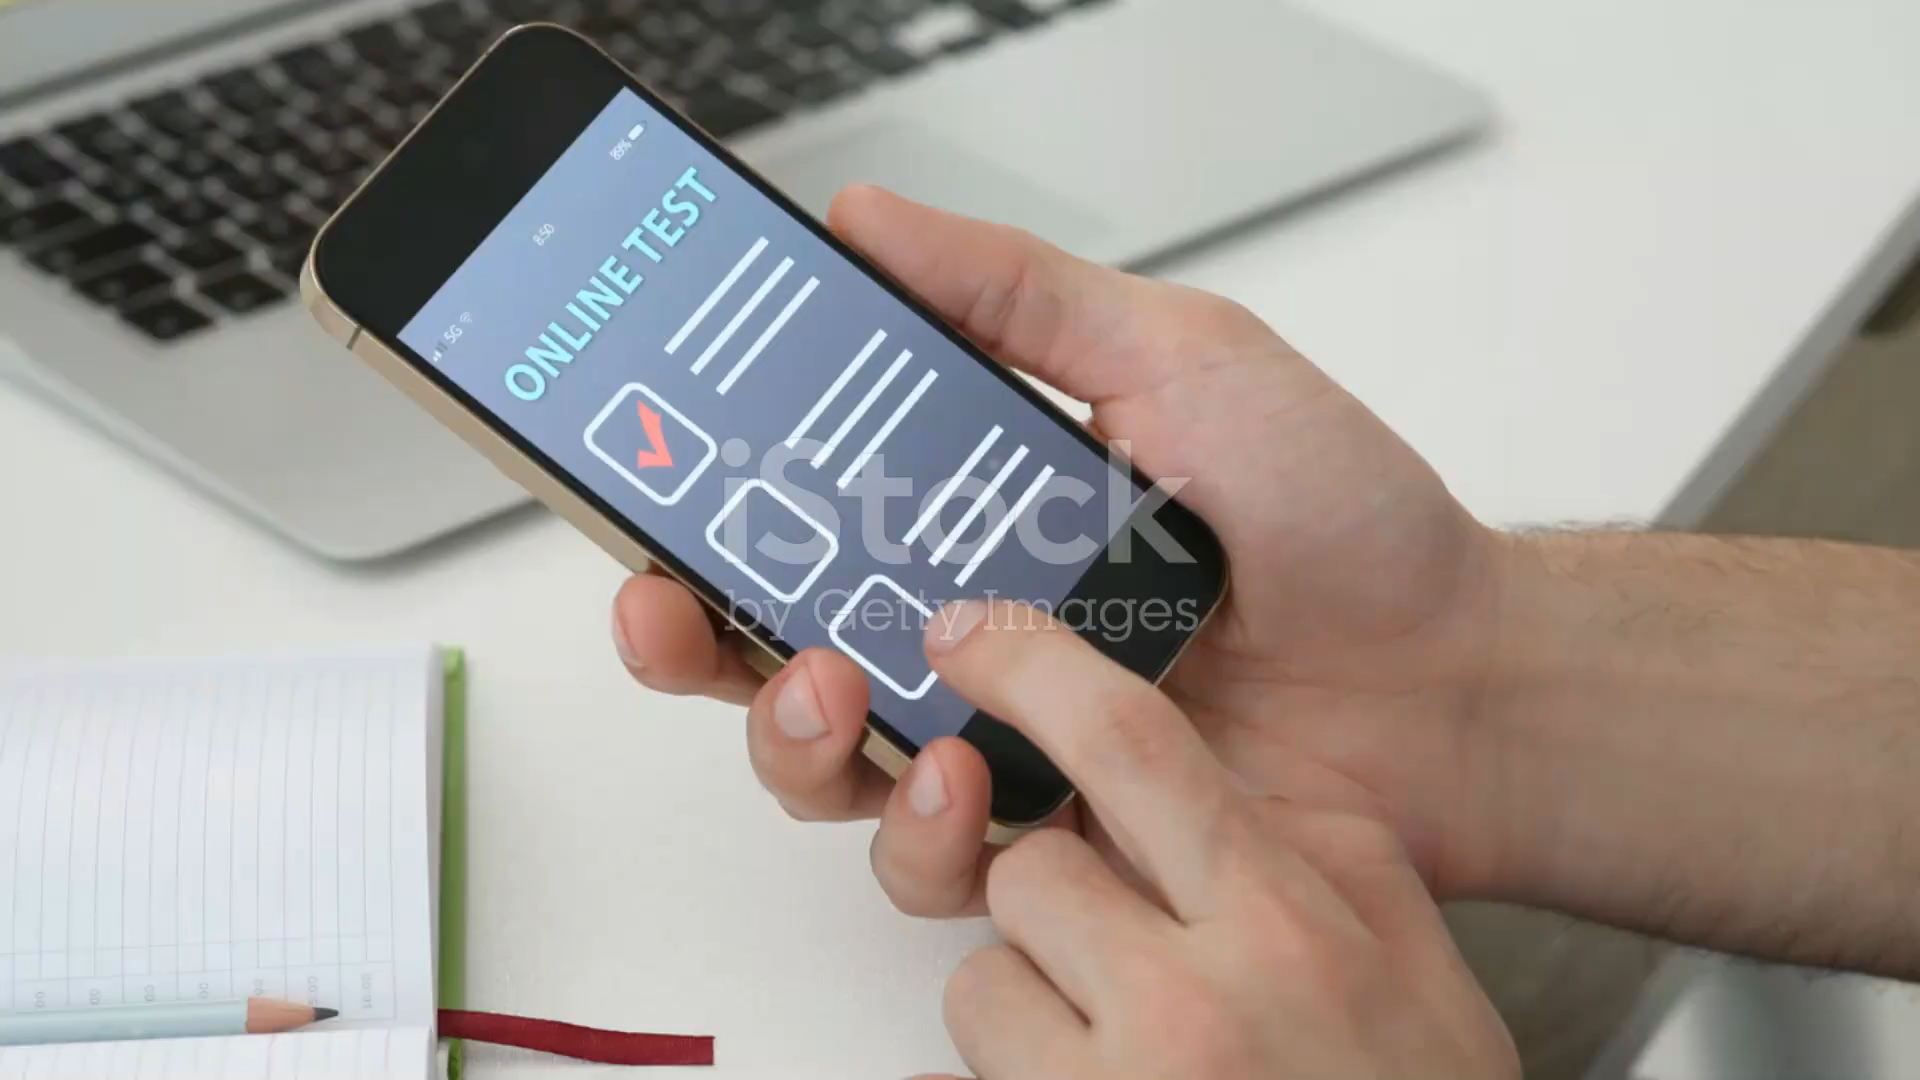 5G
8:50
89%
ONLINE TEST
iStock
by Getty Images